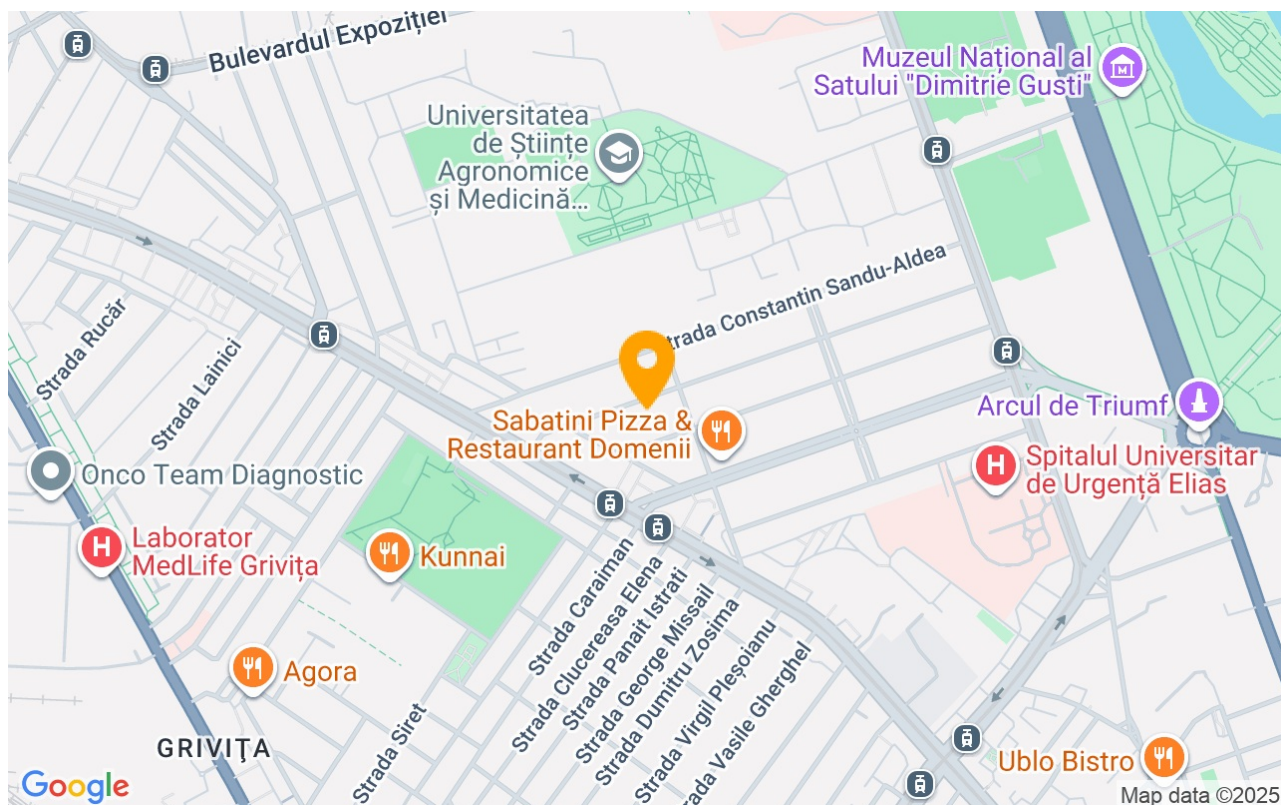 Bulevardul Expoziției
Muzeul Național al
Satului "Dimitrie Gusti"
M
Universitatea
de Științe
Agronomice
și Medicină...
Strada Constantin Sandu-Aldea
Strada Rucăr
Strada Lainici
Sabatini Pizza &
Restaurant Domenii
Arcul de Triumf
H
Spitalul Universitar
de Urgență Elias
Onco Team Diagnostic
H
Laborator
MedLife Grivița
Kunnai
Strada Caraiman
Strada Clucereasa Elena
Strada Panait Istrati
Strada George Missail
Strada Dumitru Zosima
Strada Virgil Pleșoianu
Strada Vasile Gherghel
Agora
Strada Siret
GRIVIȚA
Ublo Bistro
Google
Map data ©2025